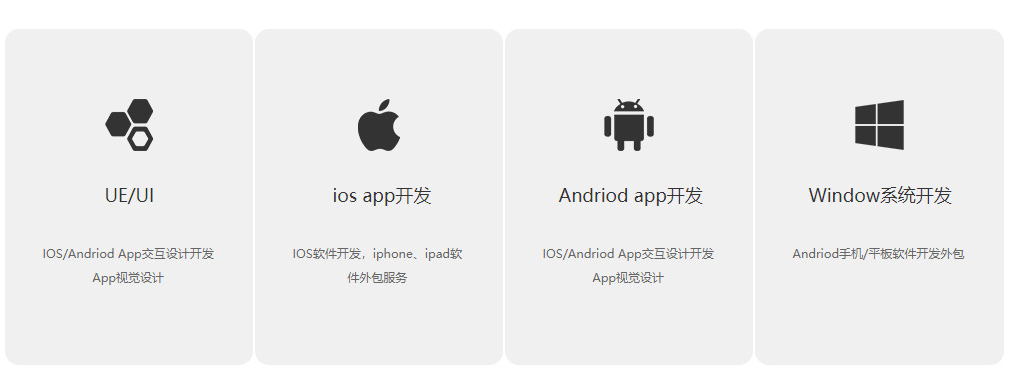 UE/UI
IOS/Andriod App交互设计开发
App视觉设计
ios app开发
IOS软件开发，iphone、ipad软
件外包服务
Andriod app开发
IOS/Andriod App交互设计开发
App视觉设计
Window系统开发
Andriod手机/平板软件开发外包